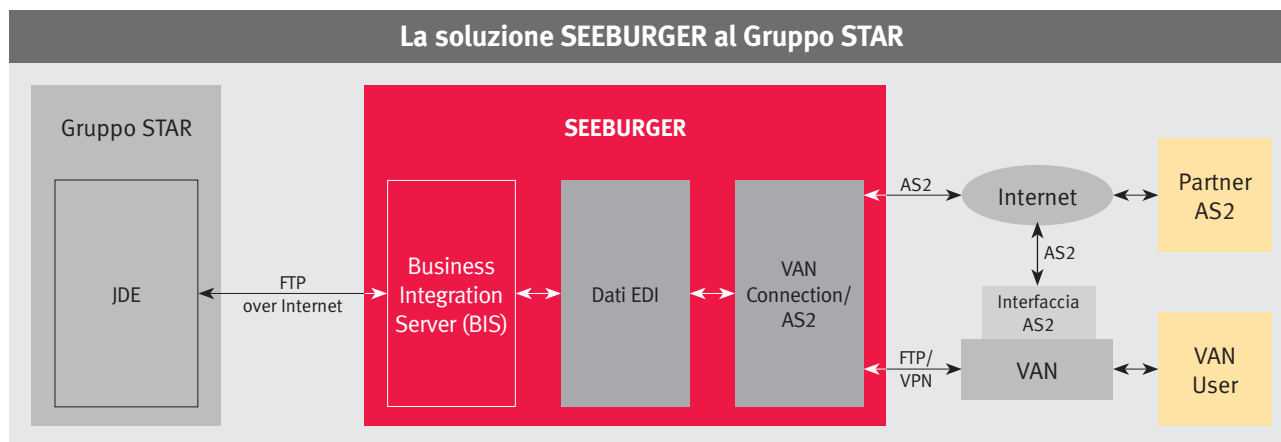 La soluzione SEEBURGER al Gruppo STAR
Gruppo STAR
JDE
FTP
over Internet
SEEBURGER
Business
Integration
Server (BIS)
Dati EDI
VAN
Connection/
AS2
AS2
Internet
Partner
AS2
AS2
Interfaccia
AS2
FTP/
VPN
VAN
VAN
User